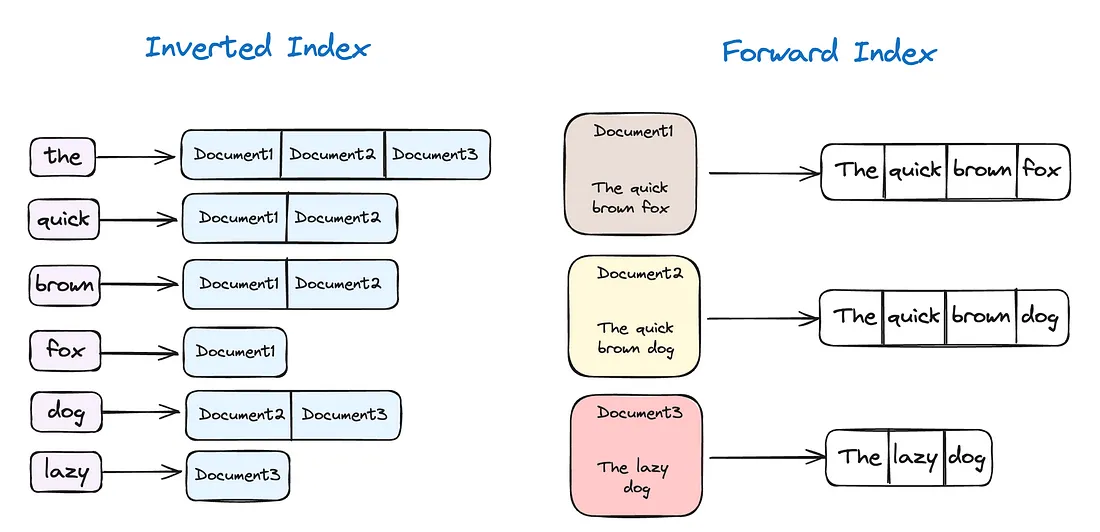 Inverted Index
the
Document1 Document2 Document3
quick
Document1 Document2
brown
Document1 Document2
fox
Document1
dog
Document2 Document3
lazy
Document3
Forward Index
Document1
The quick
brown fox
The quick brown fox
Document2
The quick
brown dog
The quick brown dog
Document3
The lazy
dog
The lazy dog